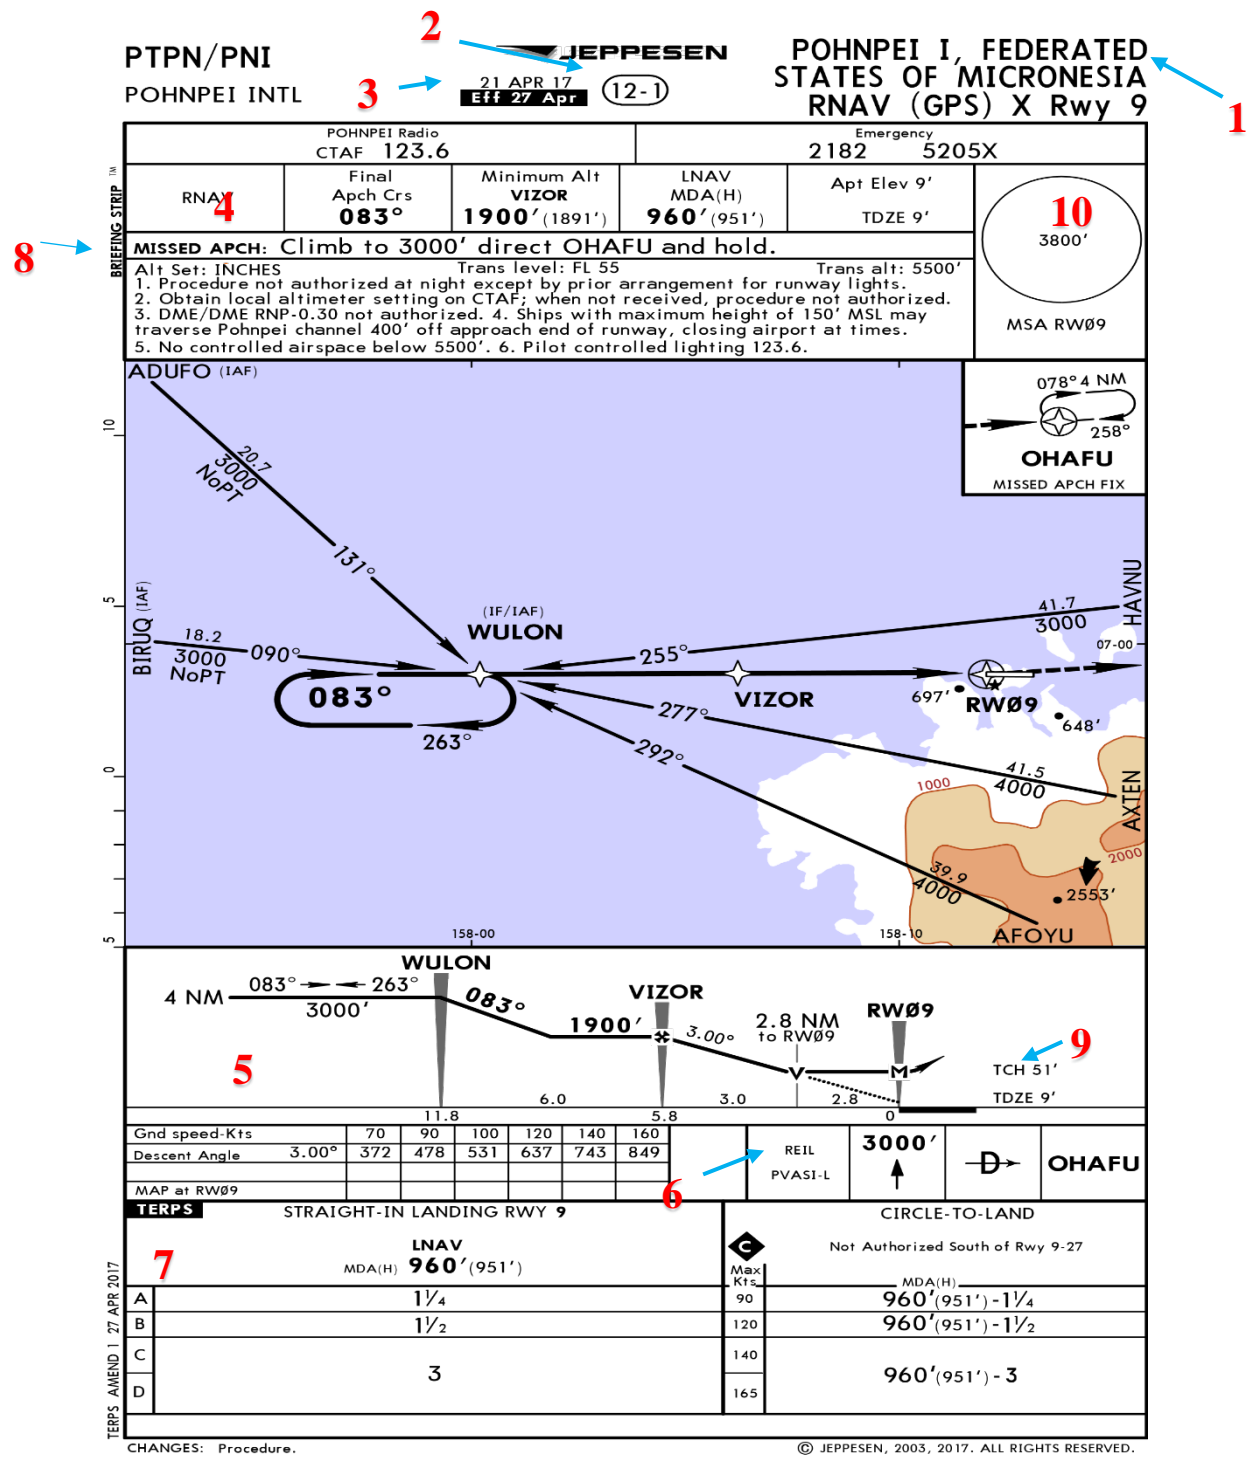 PTPN/PNI
POHNPEI INTL
2
JEPPESEN
3
21 APR 17
Eff 27 Apr
12-1
POHNPEI I, FEDERATED
STATES OF MICRONESIA
RNAV (GPS) X Rwy 9
1
POHNPEI Radio
CTAF 123.6
Emergency
2182 5205X
BRIEFING STRIP TM
8
RNAV
4
Final
Apch Crs
083°
Minimum Alt
VIZOR
1900'(1891')
LNAV
MDA(H)
960'(951')
Apt Elev 9'
TDZE 9'
10
3800'
MSA RWØ9
MISSED APCH: Climb to 3000' direct OHAFU and hold.
Alt Set: INCHES Trans level: FL 55 Trans alt: 5500'
1. Procedure not authorized at night except by prior arrangement for runway lights.
2. Obtain local altimeter setting on CTAF; when not received, procedure not authorized.
3. DME/DME RNP-0.30 not authorized. 4. Ships with maximum height of 150' MSL may
traverse Pohnpei channel 400' off approach end of runway, closing airport at times.
5. No controlled airspace below 5500'. 6. Pilot controlled lighting 123.6.
ADUFO (IAF)
078° 4 NM
258°
OHAFU
MISSED APCH FIX
10
5
0
5
20.7
3000
NoPT
131°
BIRUQ (IAF)
18.2
3000
NoPT
090°
(IF/IAF)
WULON
083°
263°
255°
41.7
3000
HAVNU
07-00
VIZOR
697'
RWØ9
648'
277°
292°
41.5
4000
AXTEN
1000
2000
39.9
4000
2553'
AFOYU
158-00
158-10
WULON
4 NM
083° 263°
3000'
083°
VIZOR
1900'
3.00°
2.8 NM
to RWØ9
V
RWØ9
M
9
TCH 51'
TDZE 9'
5
6.0
3.0
2.8
11.8
5.8
0
Gnd speed-Kts 70 90 100 120 140 160
Descent Angle 3.00° 372 478 531 637 743 849
MAP at RWØ9
6
REIL
PVASI-L
3000'
D
OHAFU
TERPS
STRAIGHT-IN LANDING RWY 9
CIRCLE-TO-LAND
7
LNAV
MDA(H) 960'(951')
C
Not Authorized South of Rwy 9-27
Max
Kts
MDA(H)
A 1¼ 90 960'(951')-1¼
B 1½ 120 960'(951')-1½
C 140
3 960'(951')-3
D 165
TERPS AMEND 1 27 APR 2017
CHANGES: Procedure.
© JEPPESEN, 2003, 2017. ALL RIGHTS RESERVED.